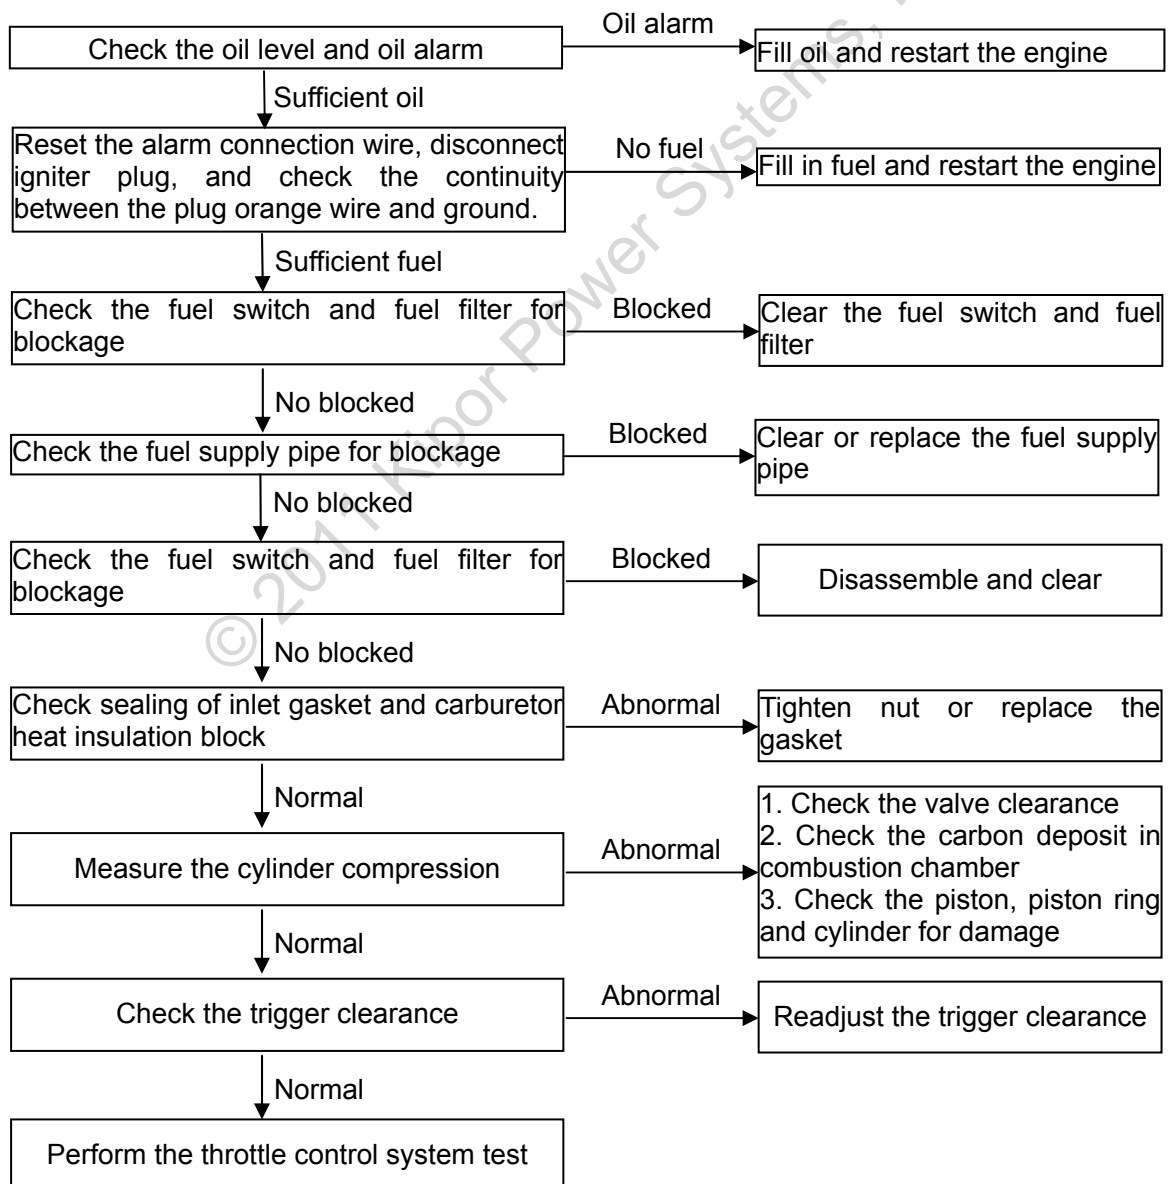 Check the oil level and oil alarm
Oil alarm
Fill oil and restart the engine
Sufficient oil
Reset the alarm connection wire, disconnect
igniter plug, and check the continuity
between the plug orange wire and ground.
No fuel
Fill in fuel and restart the engine
Sufficient fuel
Check the fuel switch and fuel filter for
blockage
Blocked
Clear the fuel switch and fuel
filter
No blocked
Check the fuel supply pipe for blockage
Blocked
Clear or replace the fuel supply
pipe
No blocked
Check the fuel switch and fuel filter for
blockage
Blocked
Disassemble and clear
No blocked
Check sealing of inlet gasket and carburetor
heat insulation block
Abnormal
Tighten nut or replace the
gasket
Normal
Measure the cylinder compression
Abnormal
1. Check the valve clearance
2. Check the carbon deposit in
combustion chamber
3. Check the piston, piston ring
and cylinder for damage
Normal
Check the trigger clearance
Abnormal
Readjust the trigger clearance
Normal
Perform the throttle control system test
© 2011 Kipor Power Systems,